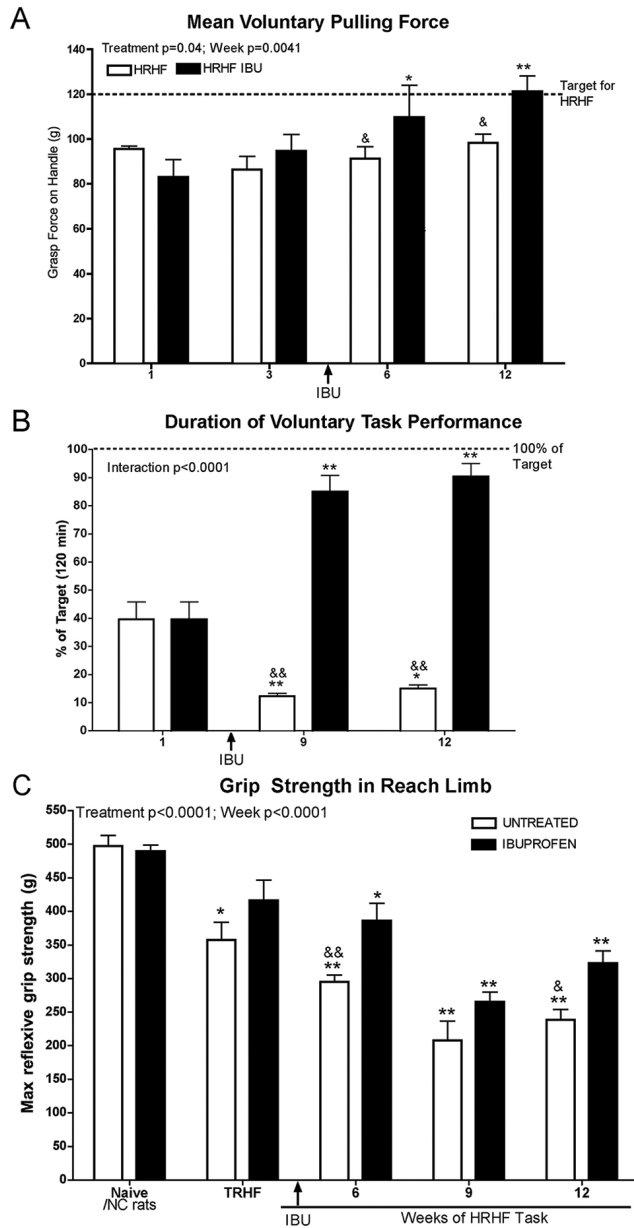 A
Mean Voluntary Pulling Force
Treatment p=0.04; Week p=0.0041
HRHF HRHF IBU
Target for
HRHF
Grasp Force on Handle (g)
140
120
100
80
60
40
20
0
* **
& &
1 3 6 12
IBU
B
Duration of Voluntary Task Performance
100% of
Target
Interaction p<0.0001
% of Target (120 min)
100
90
80
70
60
50
40
30
20
10
0
** **
&& &&
** *
1 9 12
IBU
C
Grip Strength in Reach Limb
Treatment p<0.0001; Week p<0.0001
UNTREATED
IBUPROFEN
Max reflexive grip strength (g)
550
500
450
400
350
300
250
200
150
100
50
0
* && ** * ** ** & ** **
Naive TRHF 6 9 12
/NC rats
IBU Weeks of HRHF Task